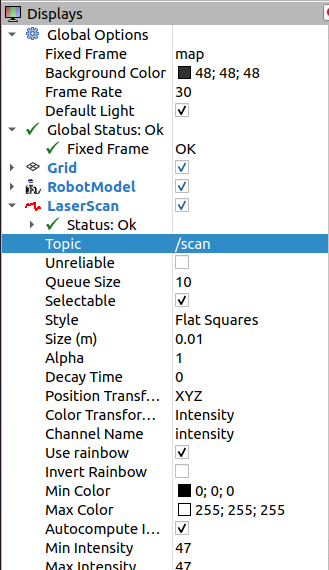 Displays
Global Options
Fixed Frame map
Background Color 48; 48; 48
Frame Rate 30
Default Light
Global Status: Ok
Fixed Frame OK
Grid
RobotModel
LaserScan
Status: Ok
Topic /scan
Unreliable
Queue Size 10
Selectable
Style Flat Squares
Size (m) 0.01
Alpha 1
Decay Time 0
Position Transf... XYZ
Color Transfor... Intensity
Channel Name intensity
Use rainbow
Invert Rainbow
Min Color 0; 0; 0
Max Color 255; 255; 255
Autocompute I...
Min Intensity 47
Max Intensity 47